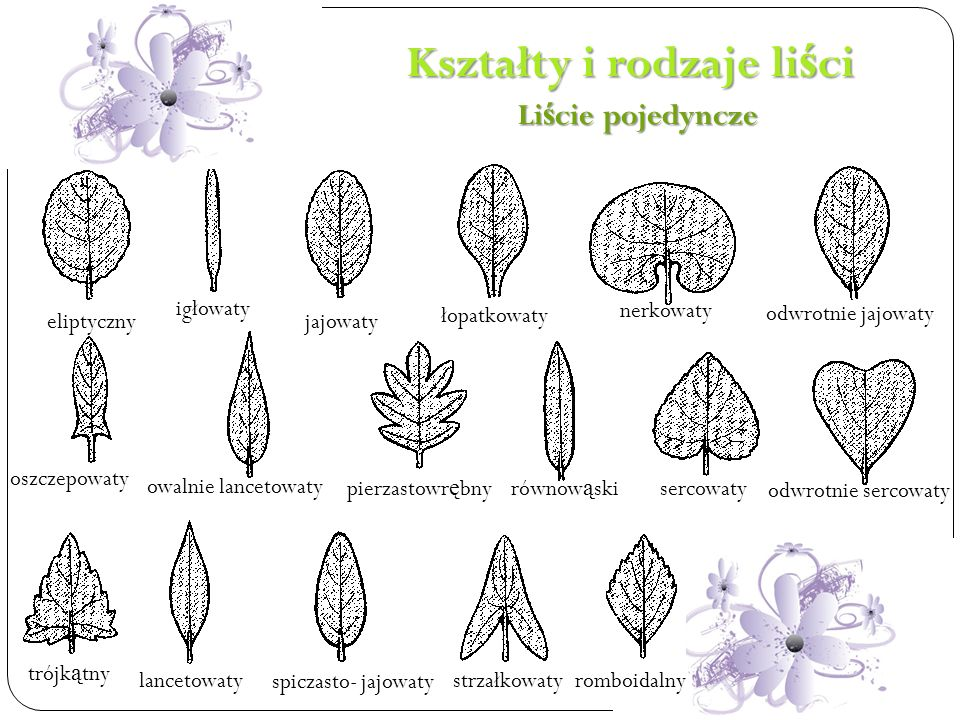 Kształty i rodzaje liści
Liście pojedyncze
eliptyczny
igłowaty
jajowaty
łopatkowaty
nerkowaty
odwrotnie jajowaty
oszczepowaty
owalnie lancetowaty
pierzastowrębny
równowąski
sercowaty
odwrotnie sercowaty
trójkątny
lancetowaty
spiczasto- jajowaty
strzałkowaty
romboidalny